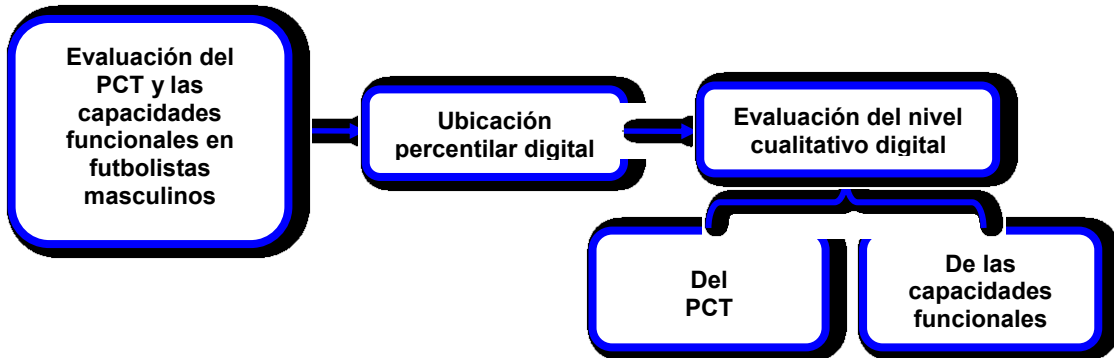 Evaluación del
PCT y las
capacidades
funcionales en
futbolistas
masculinos
Ubicación
percentilar digital
Evaluación del nivel
cualitativo digital
Del
PCT
De las
capacidades
funcionales